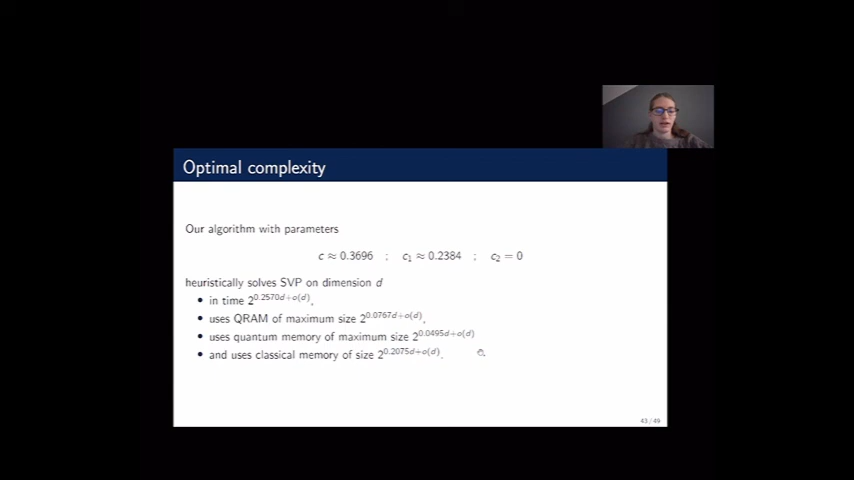 Optimal complexity
Our algorithm with parameters
c ≈ 0.3696 ; c₁ ≈ 0.2384 ; c₂ = 0
heuristically solves SVP on dimension d
• in time 2^{0.2570d+o(d)},
• uses QRAM of maximum size 2^{0.0767d+o(d)},
• uses quantum memory of maximum size 2^{0.0495d+o(d)}
• and uses classical memory of size 2^{0.2075d+o(d)}.
43 / 49